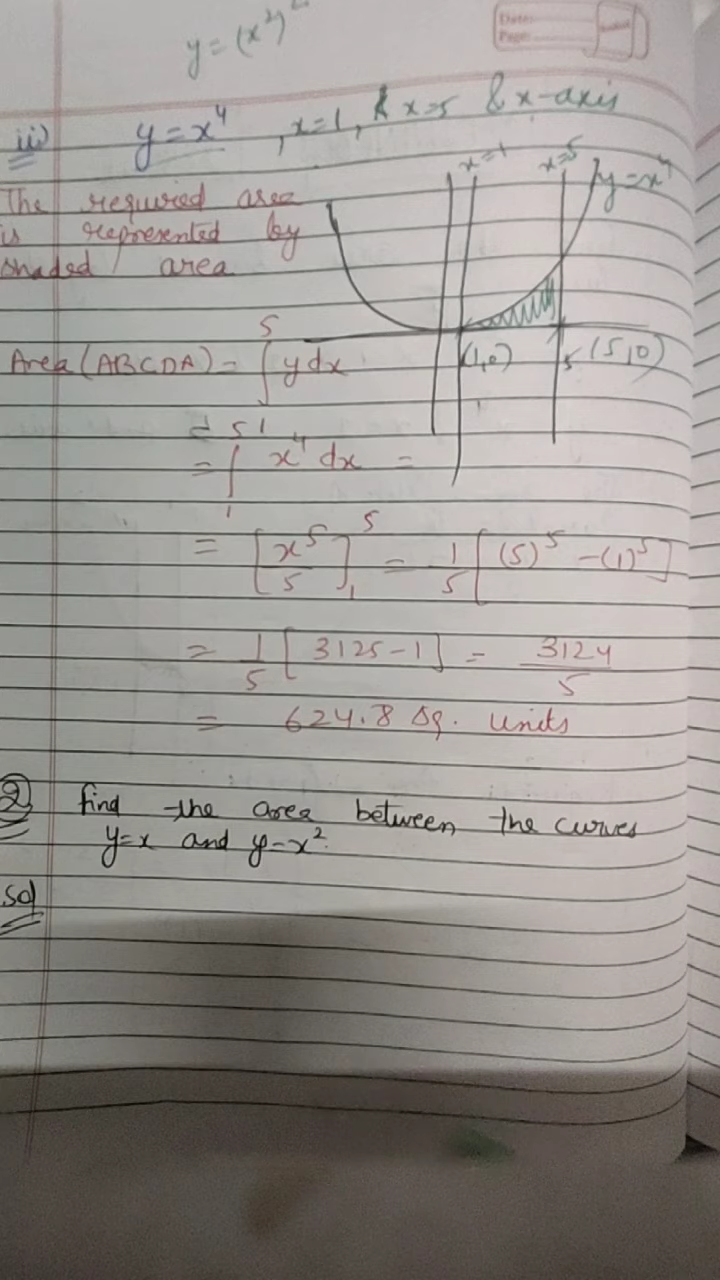 y = (x²)²
Date:
Page:
iii) y = x⁴ , x=1, & x=5 & x-axis
x=1 x=5 y=x⁴
The required area
is represented by
shaded area
(1,0) 5 (5,0)
Area (ABCDA) = ∫₁⁵ y dx
= ∫₁⁵ x⁴ dx =
= [x⁵/5]₁⁵ = 1/5 [(5)⁵ - (1)⁵]
= 1/5 [3125-1] = 3124/5
= 624.8 sq. units
2) find the area between the curves
y=x and y=x².
Sol